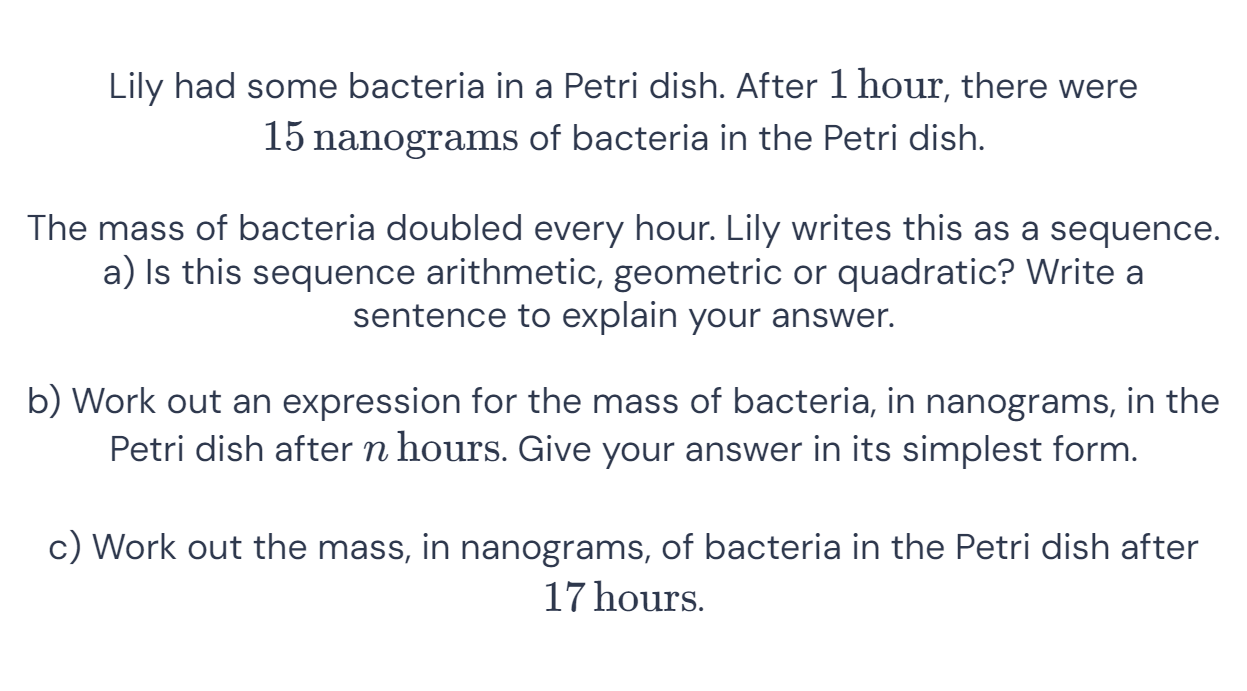 Lily had some bacteria in a Petri dish. After 1 hour, there were
15 nanograms of bacteria in the Petri dish.
The mass of bacteria doubled every hour. Lily writes this as a sequence.
a) Is this sequence arithmetic, geometric or quadratic? Write a
sentence to explain your answer.
b) Work out an expression for the mass of bacteria, in nanograms, in the
Petri dish after n hours. Give your answer in its simplest form.
c) Work out the mass, in nanograms, of bacteria in the Petri dish after
17 hours.